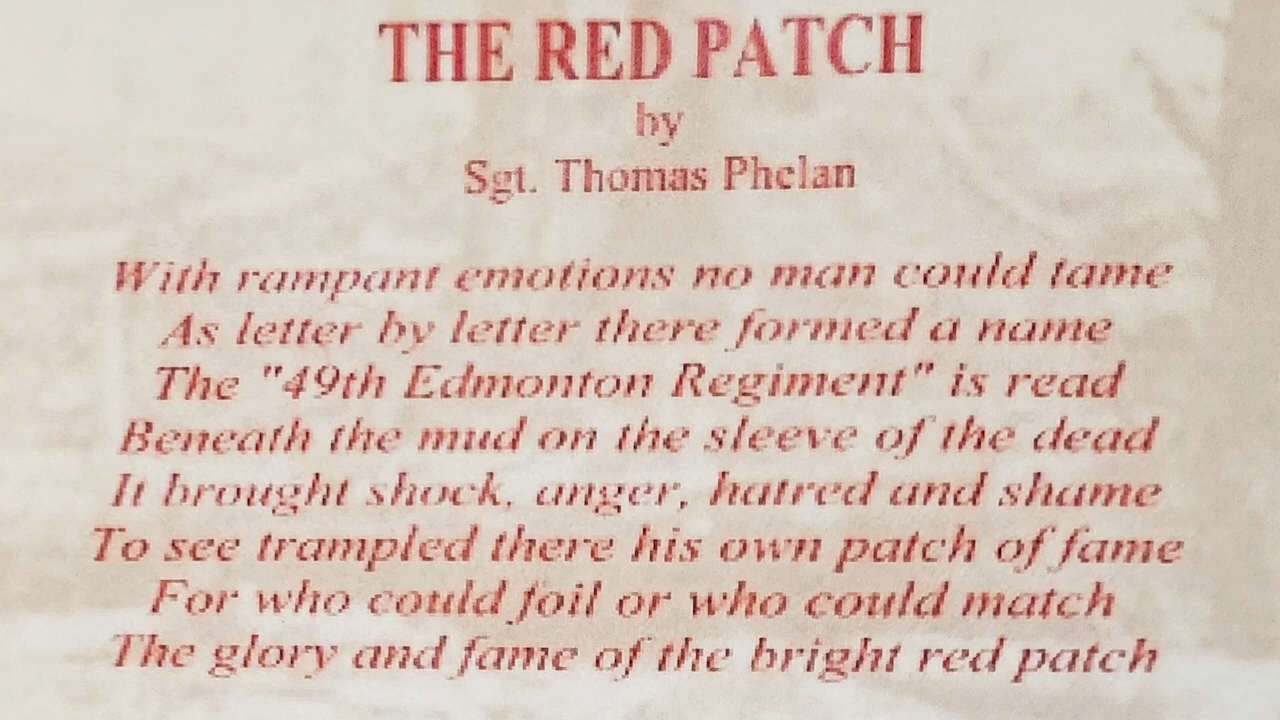 THE RED PATCH
by
Sgt. Thomas Phelan
With rampant emotions no man could tame
As letter by letter there formed a name
The "49th Edmonton Regiment" is read
Beneath the mud on the sleeve of the dead
It brought shock, anger, hatred and shame
To see trampled there his own patch of fame
For who could foil or who could match
The glory and fame of the bright red patch